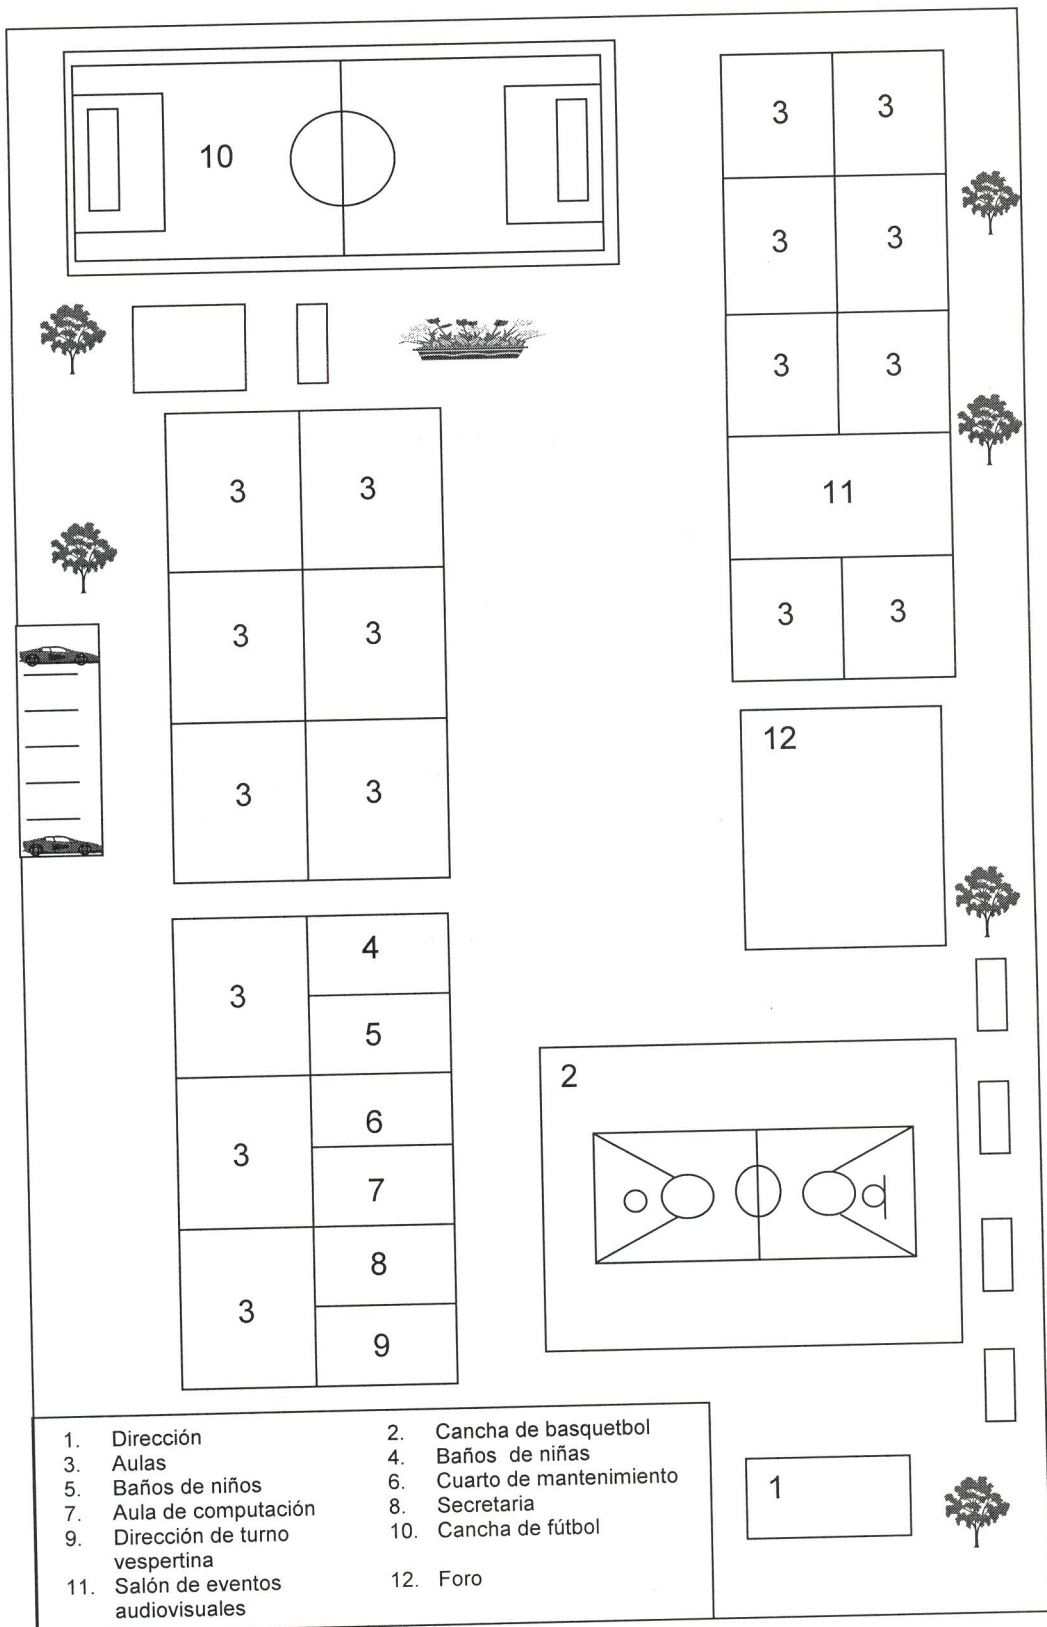 10
3 3
3 3
3 3
11
3 3
3 3
3 3
3 3
12
3
4
5
3
6
7
3
8
9
2
1
1. Dirección
2. Cancha de basquetbol
3. Aulas
4. Baños de niñas
5. Baños de niños
6. Cuarto de mantenimiento
7. Aula de computación
8. Secretaria
9. Dirección de turno
vespertina
10. Cancha de fútbol
11. Salón de eventos
audiovisuales
12. Foro